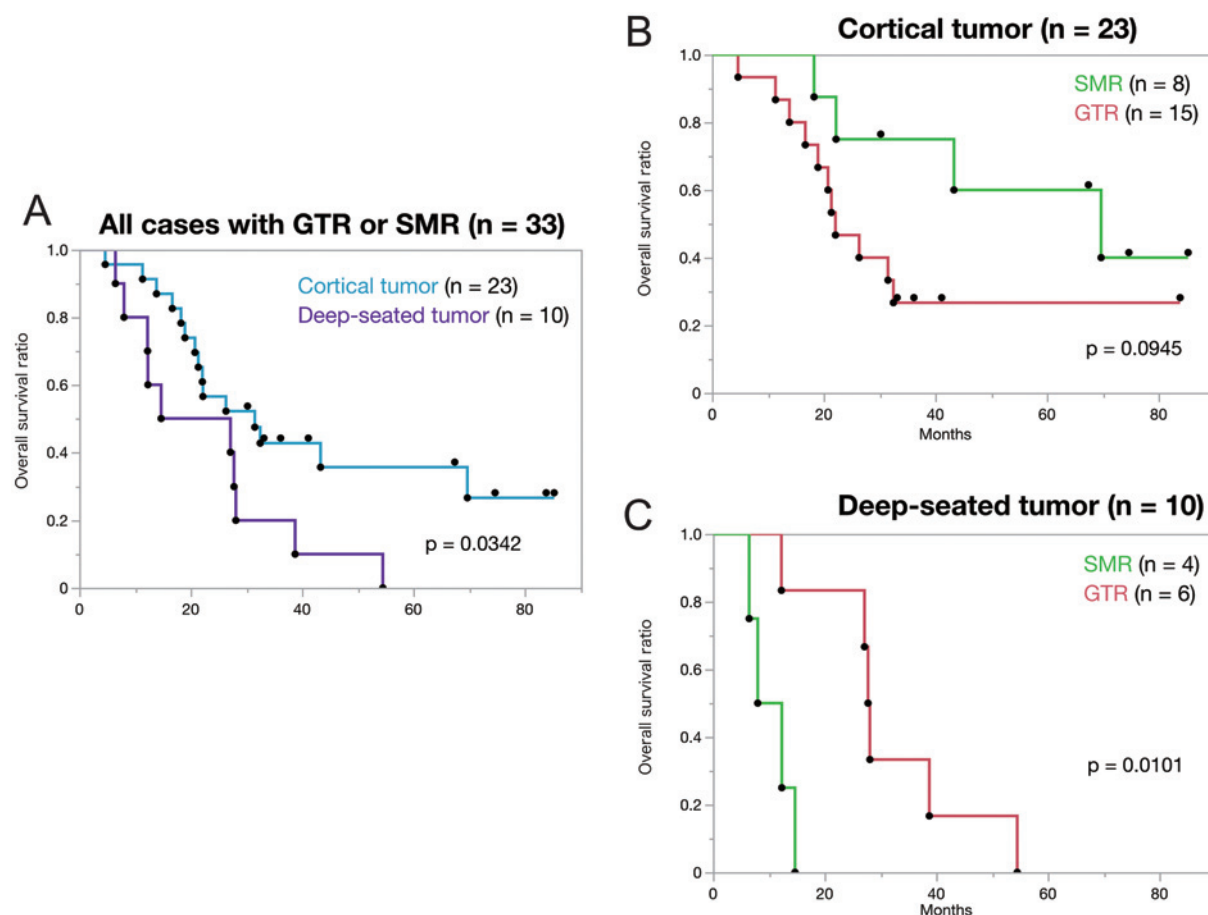 A
All cases with GTR or SMR (n = 33)
Cortical tumor (n = 23)
Deep-seated tumor (n = 10)
Overall survival ratio
1.0
0.8
0.6
0.4
0.2
0
p = 0.0342
0 20 40 60 80
B
Cortical tumor (n = 23)
SMR (n = 8)
GTR (n = 15)
Overall survival ratio
1.0
0.8
0.6
0.4
0.2
0
p = 0.0945
0 20 40 60 80
Months
C
Deep-seated tumor (n = 10)
SMR (n = 4)
GTR (n = 6)
Overall survival ratio
1.0
0.8
0.6
0.4
0.2
0
p = 0.0101
0 20 40 60 80
Months